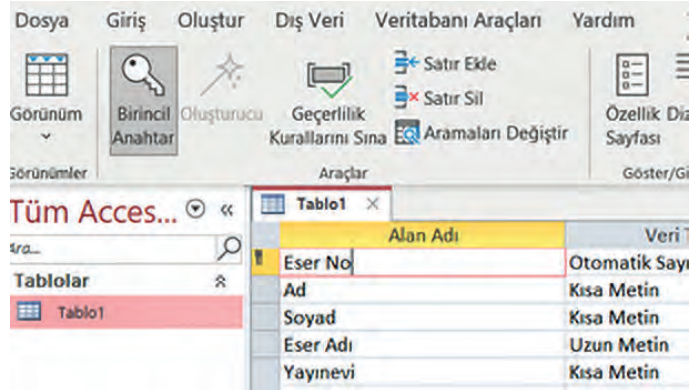 Dosya Giriş Oluştur Dış Veri Veritabanı Araçları Yardım
Görünüm
Birincil Anahtar
Oluşturucu
Geçerlilik Kurallarını Sına
Satır Ekle
Satır Sil
Aramaları Değiştir
Özellik Sayfası
Araçlar
Tüm Acces...
Tablolar
Tablo1
Tablo1
Alan Adı Veri
Eser No Otomatik Sayı
Ad Kısa Metin
Soyad Kısa Metin
Eser Adı Uzun Metin
Yayınevi Kısa Metin